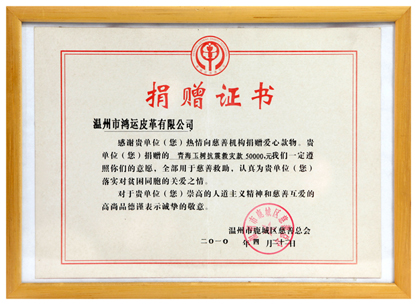 捐赠证书
温州市鸿运皮革有限公司
感谢贵单位（您）热情向慈善机构捐赠爱心款物。贵
单位（您）捐赠的 青海玉树抗震救灾款 50000元我们一定遵
照你们的意愿，全部用于慈善救助，认真为贵单位（您）
落实对贫困同胞的关爱之情。
对于贵单位（您）崇高的人道主义精神和慈善互爱的
高尚品德谨表示诚挚的敬意。
温州市鹿城区慈善总会
二〇一〇 年 四 月 日